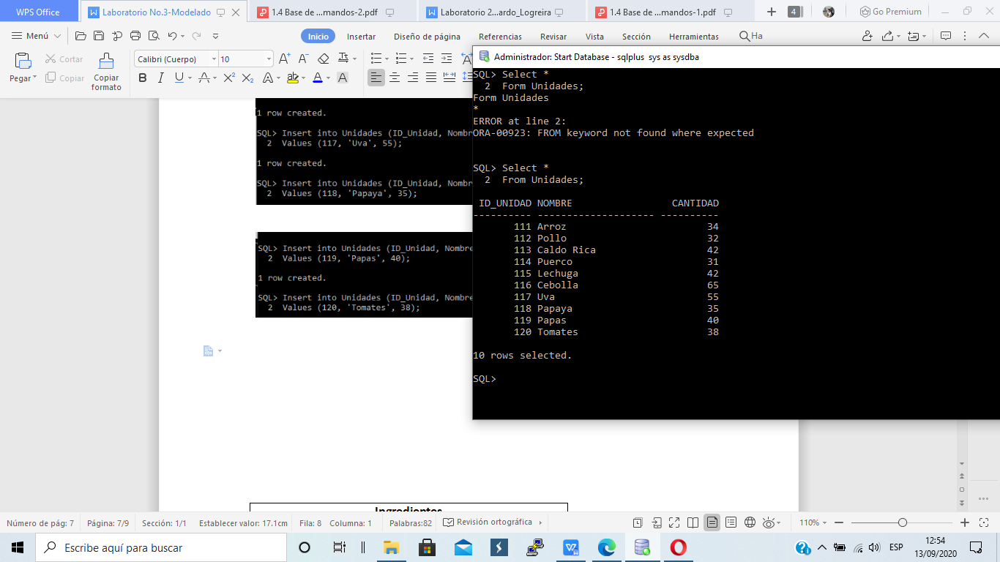 WPS Office
Laboratorio No.3-Modelado
1.4 Base de ...mandos-2.pdf
Laboratorio 2...ardo_Logreira
1.4 Base de ...mandos-1.pdf
4
Go Premium
Menú
Inicio
Insertar
Diseño de página
Referencias
Revisar
Vista
Sección
Herramientas
Ha
Pegar
Cortar
Copiar
Copiar formato
Calibri (Cuerpo)
10
1 row created.
SQL> Insert into Unidades (ID_Unidad, Nombr
2 Values (117, 'Uva', 55);
1 row created.
SQL> Insert into Unidades (ID_Unidad, Nombr
2 Values (118, 'Papaya', 35);
SQL> Insert into Unidades (ID_Unidad, Nombre
2 Values (119, 'Papas', 40);
1 row created.
SQL> Insert into Unidades (ID_Unidad, Nombre
2 Values (120, 'Tomates', 38);
Administrador: Start Database - sqlplus sys as sysdba
SQL> Select *
2 Form Unidades;
Form Unidades
*
ERROR at line 2:
ORA-00923: FROM keyword not found where expected
SQL> Select *
2 From Unidades;
ID_UNIDAD NOMBRE CANTIDAD
---------- -------------------- ----------
111 Arroz 34
112 Pollo 32
113 Caldo Rica 42
114 Puerco 31
115 Lechuga 42
116 Cebolla 65
117 Uva 55
118 Papaya 35
119 Papas 40
120 Tomates 38
10 rows selected.
SQL>
Ingredientes
Número de pág: 7
Página: 7/9
Sección: 1/1
Establecer valor: 17.1cm
Fila: 8
Columna: 1
Palabras:82
Revisión ortográfica
110%
Escribe aquí para buscar
ESP
12:54
13/09/2020